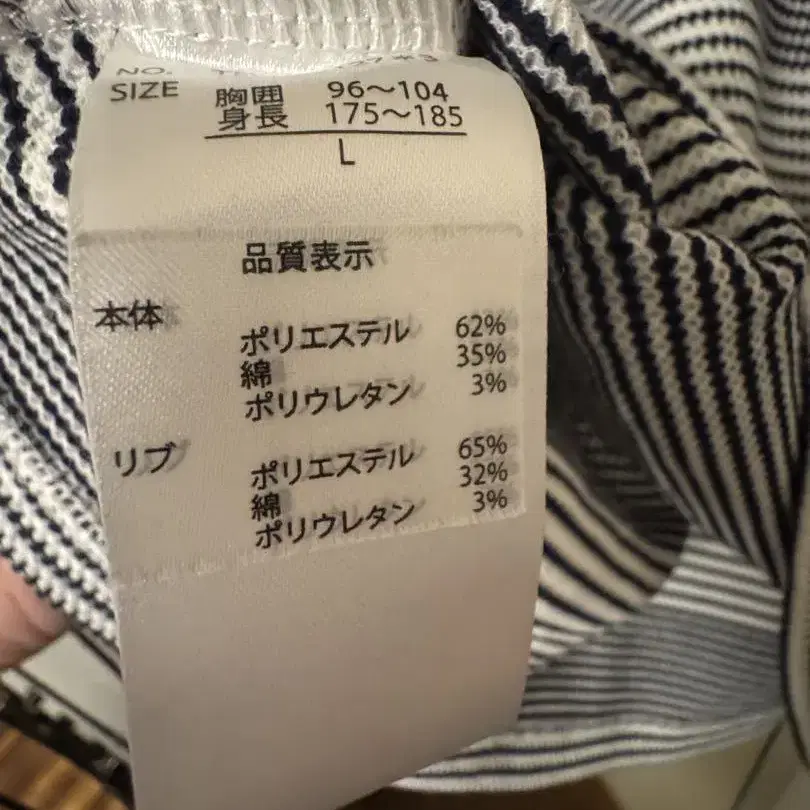 NO.
SIZE 胸囲 96～104
身長 175～185
L
品質表示
本体
ポリエステル 62%
綿 35%
ポリウレタン 3%
リブ
ポリエステル 65%
綿 32%
ポリウレタン 3%